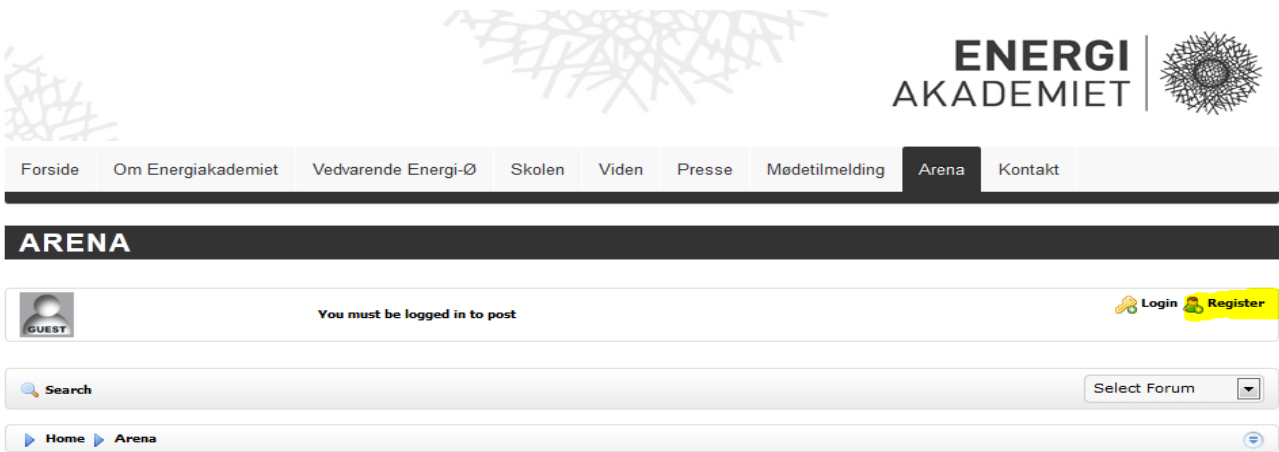 ENERGI
AKADEMIET
Forside Om Energiakademiet Vedvarende Energi-Ø Skolen Viden Presse Mødetilmelding Arena Kontakt
ARENA
GUEST
You must be logged in to post
Login Register
Search
Select Forum
Home Arena